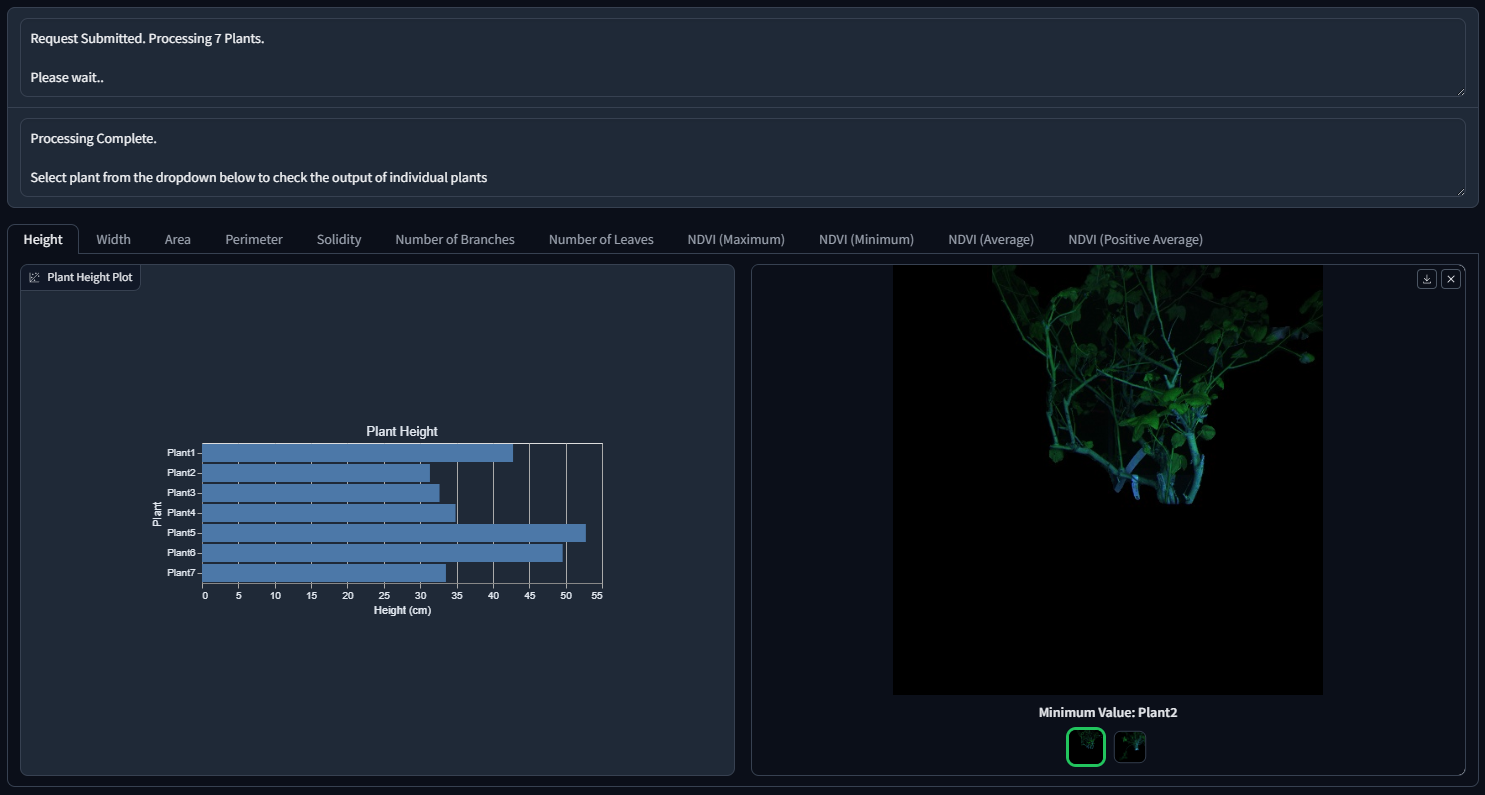 Request Submitted. Processing 7 Plants.
Please wait..
Processing Complete.
Select plant from the dropdown below to check the output of individual plants
Height Width Area Perimeter Solidity Number of Branches Number of Leaves NDVI (Maximum) NDVI (Minimum) NDVI (Average) NDVI (Positive Average)
Plant Height Plot
Plant Height
Plant
Plant1
Plant2
Plant3
Plant4
Plant5
Plant6
Plant7
0 5 10 15 20 25 30 35 40 45 50 55
Height (cm)
Minimum Value: Plant2